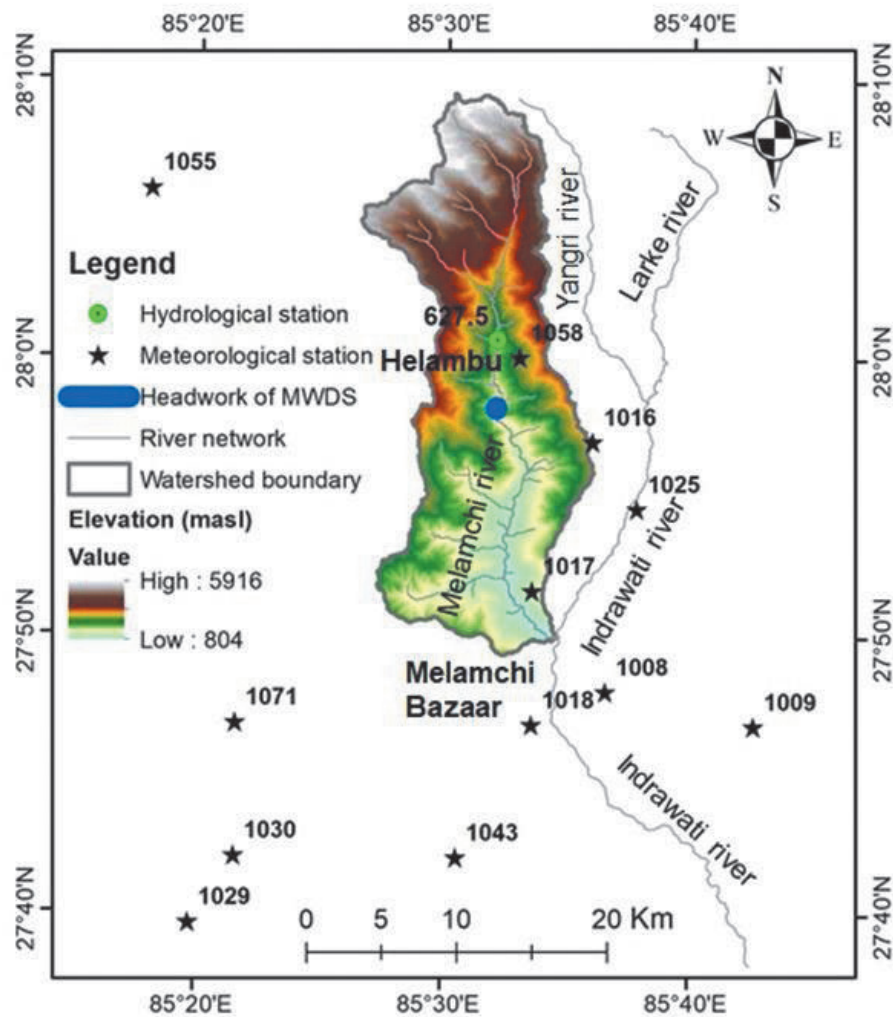 85°20'E
85°30'E
85°40'E
28°10'N
28°10'N
N
W
E
S
1055
Yangri river
Larke river
Legend
Hydrological station
Meteorological station
Headwork of MWDS
River network
Watershed boundary
Elevation (masl)
Value
High : 5916
Low : 804
627.5
1058
Helambu
28°0'N
28°0'N
1016
1025
Melamchi river
Indrawati river
1017
27°50'N
27°50'N
Melamchi
Bazaar
1018
1008
1009
1071
Indrawati river
1030
1043
1029
0
5
10
20 Km
27°40'N
27°40'N
85°20'E
85°30'E
85°40'E